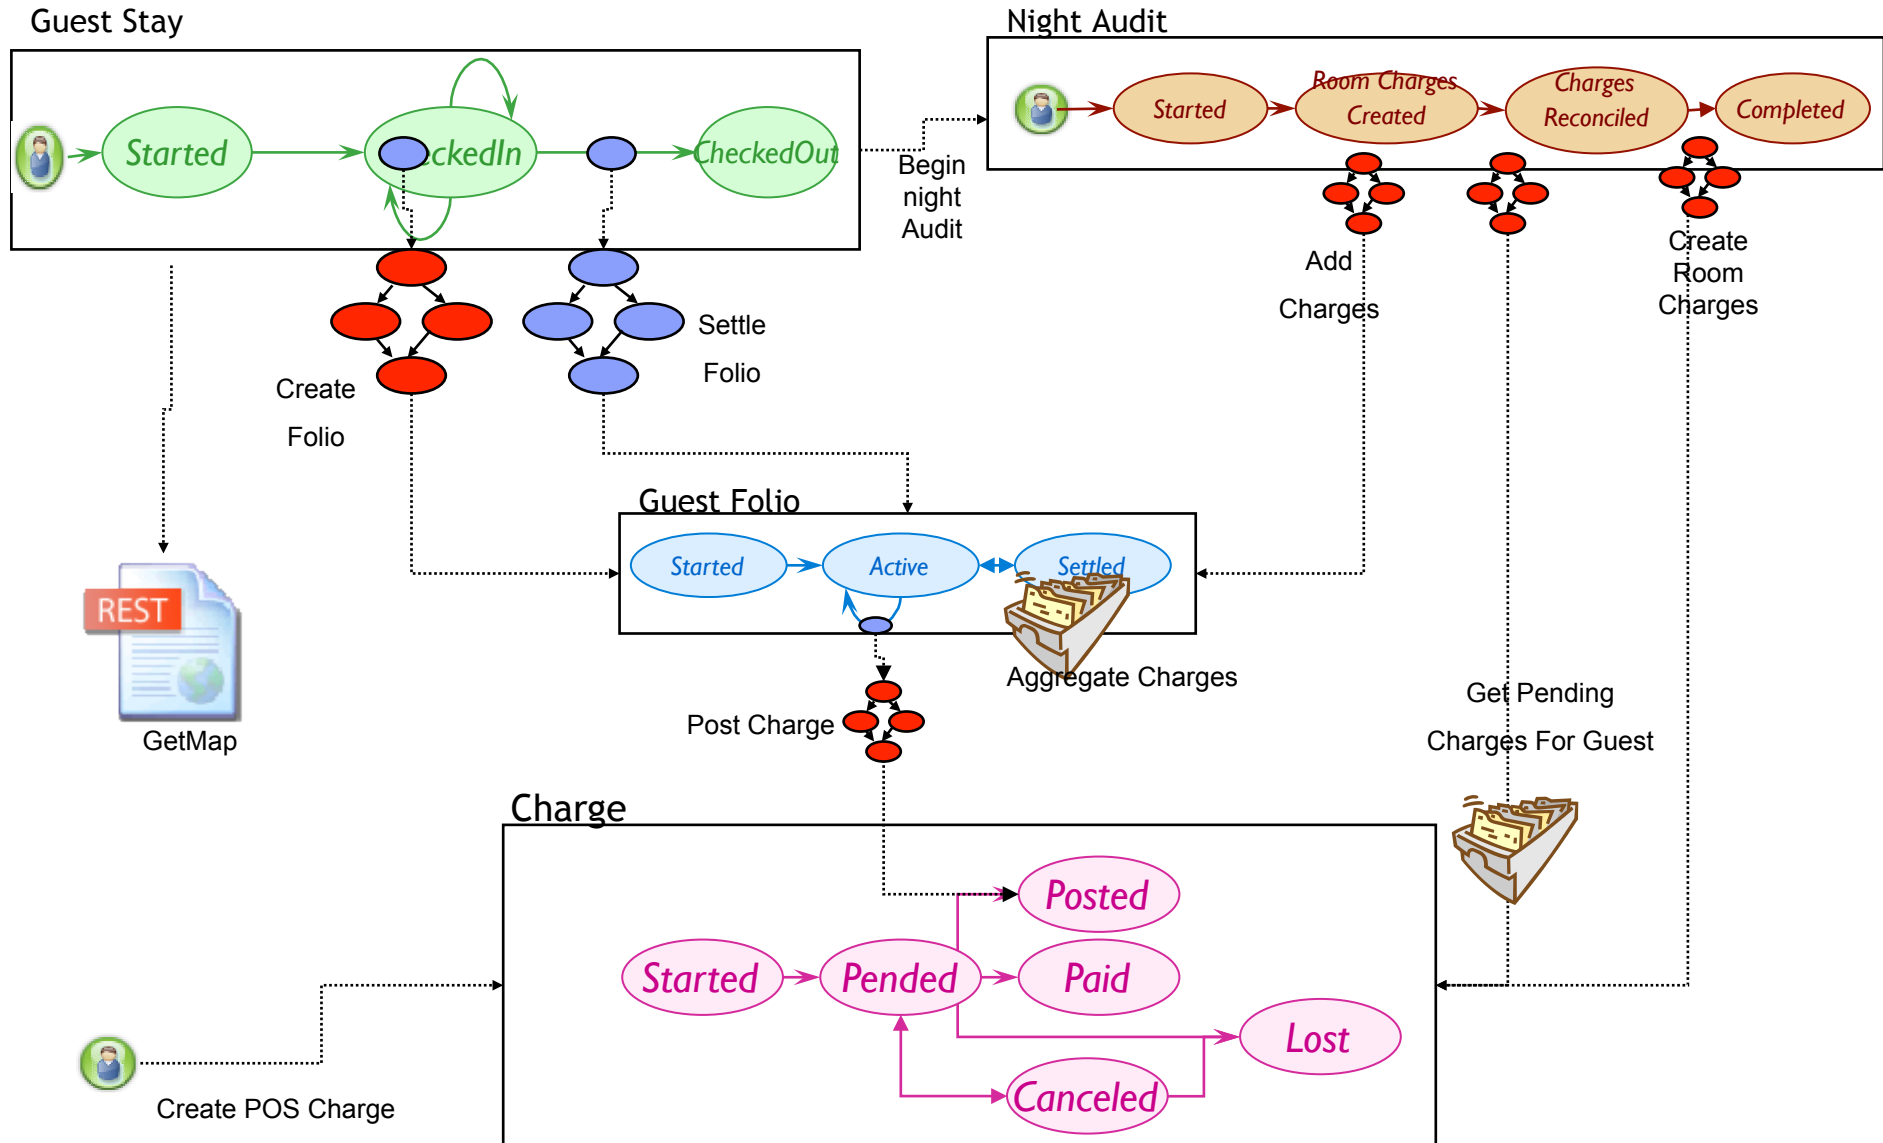 Guest Stay
Night Audit
Started
CheckedIn
CheckedOut
Begin
night
Audit
Started
Room Charges
Created
Charges
Reconciled
Completed
Add
Charges
Create
Room
Charges
Settle
Folio
Create
Folio
Guest Folio
Started
Active
Settled
REST
GetMap
Aggregate Charges
Post Charge
Get Pending
Charges For Guest
Charge
Posted
Started
Pended
Paid
Lost
Canceled
Create POS Charge